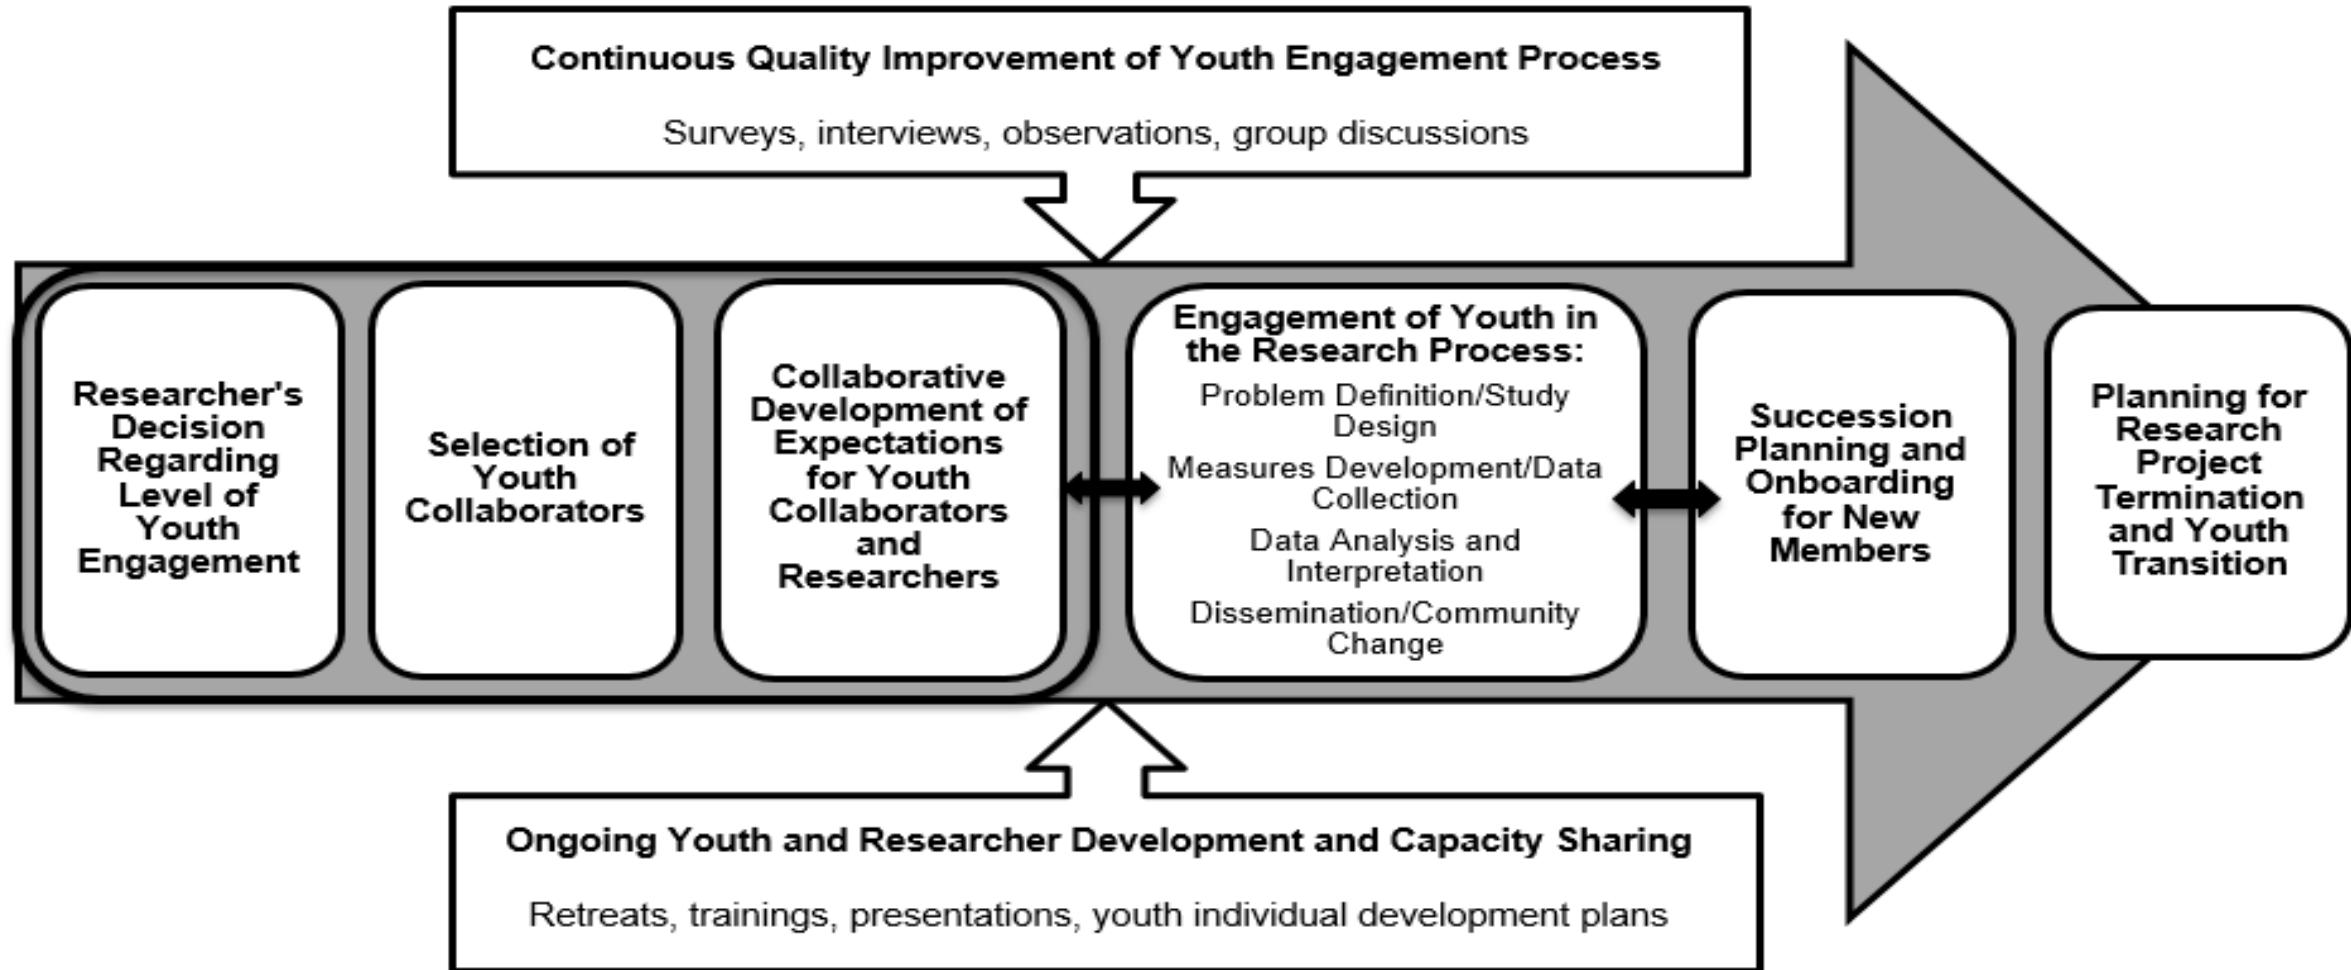 Continuous Quality Improvement of Youth Engagement Process
Surveys, interviews, observations, group discussions
Researcher's
Decision
Regarding
Level of
Youth
Engagement
Selection of
Youth
Collaborators
Collaborative
Development of
Expectations
for Youth
Collaborators
and
Researchers
Engagement of Youth in
the Research Process:
Problem Definition/Study
Design
Measures Development/Data
Collection
Data Analysis and
Interpretation
Dissemination/Community
Change
Succession
Planning and
Onboarding
for New
Members
Planning for
Research
Project
Termination
and Youth
Transition
Ongoing Youth and Researcher Development and Capacity Sharing
Retreats, trainings, presentations, youth individual development plans